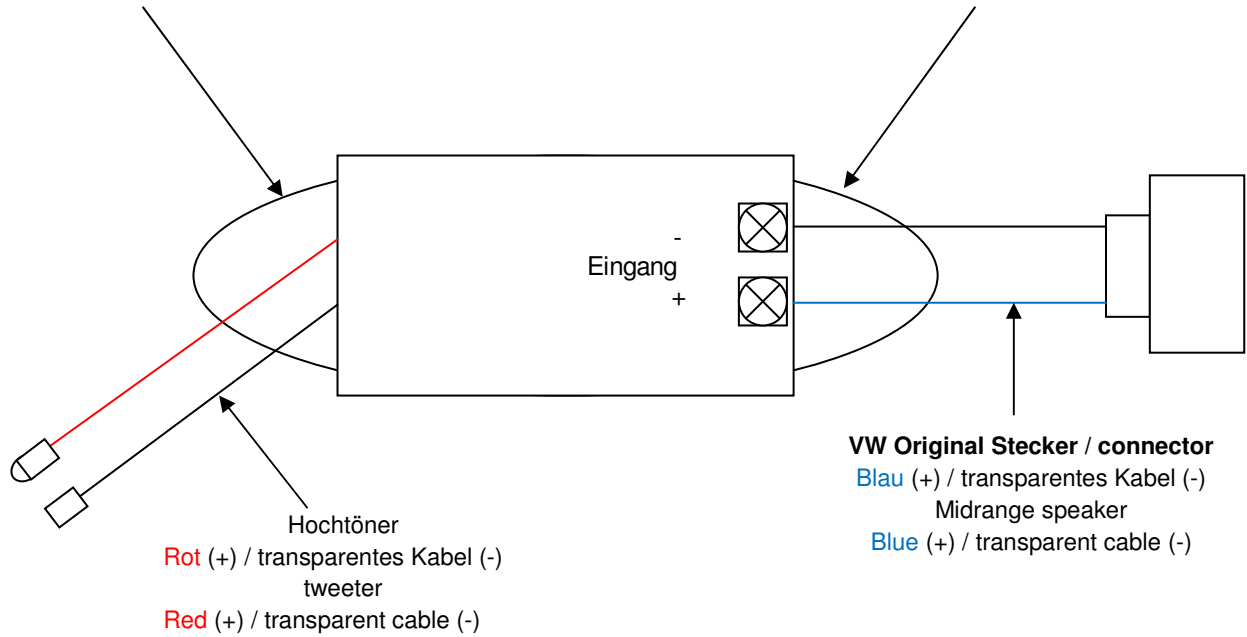 -
Eingang
+
VW Original Stecker / connector
Blau (+) / transparentes Kabel (-)
Midrange speaker
Blue (+) / transparent cable (-)
Hochtöner
Rot (+) / transparentes Kabel (-)
tweeter
Red (+) / transparent cable (-)